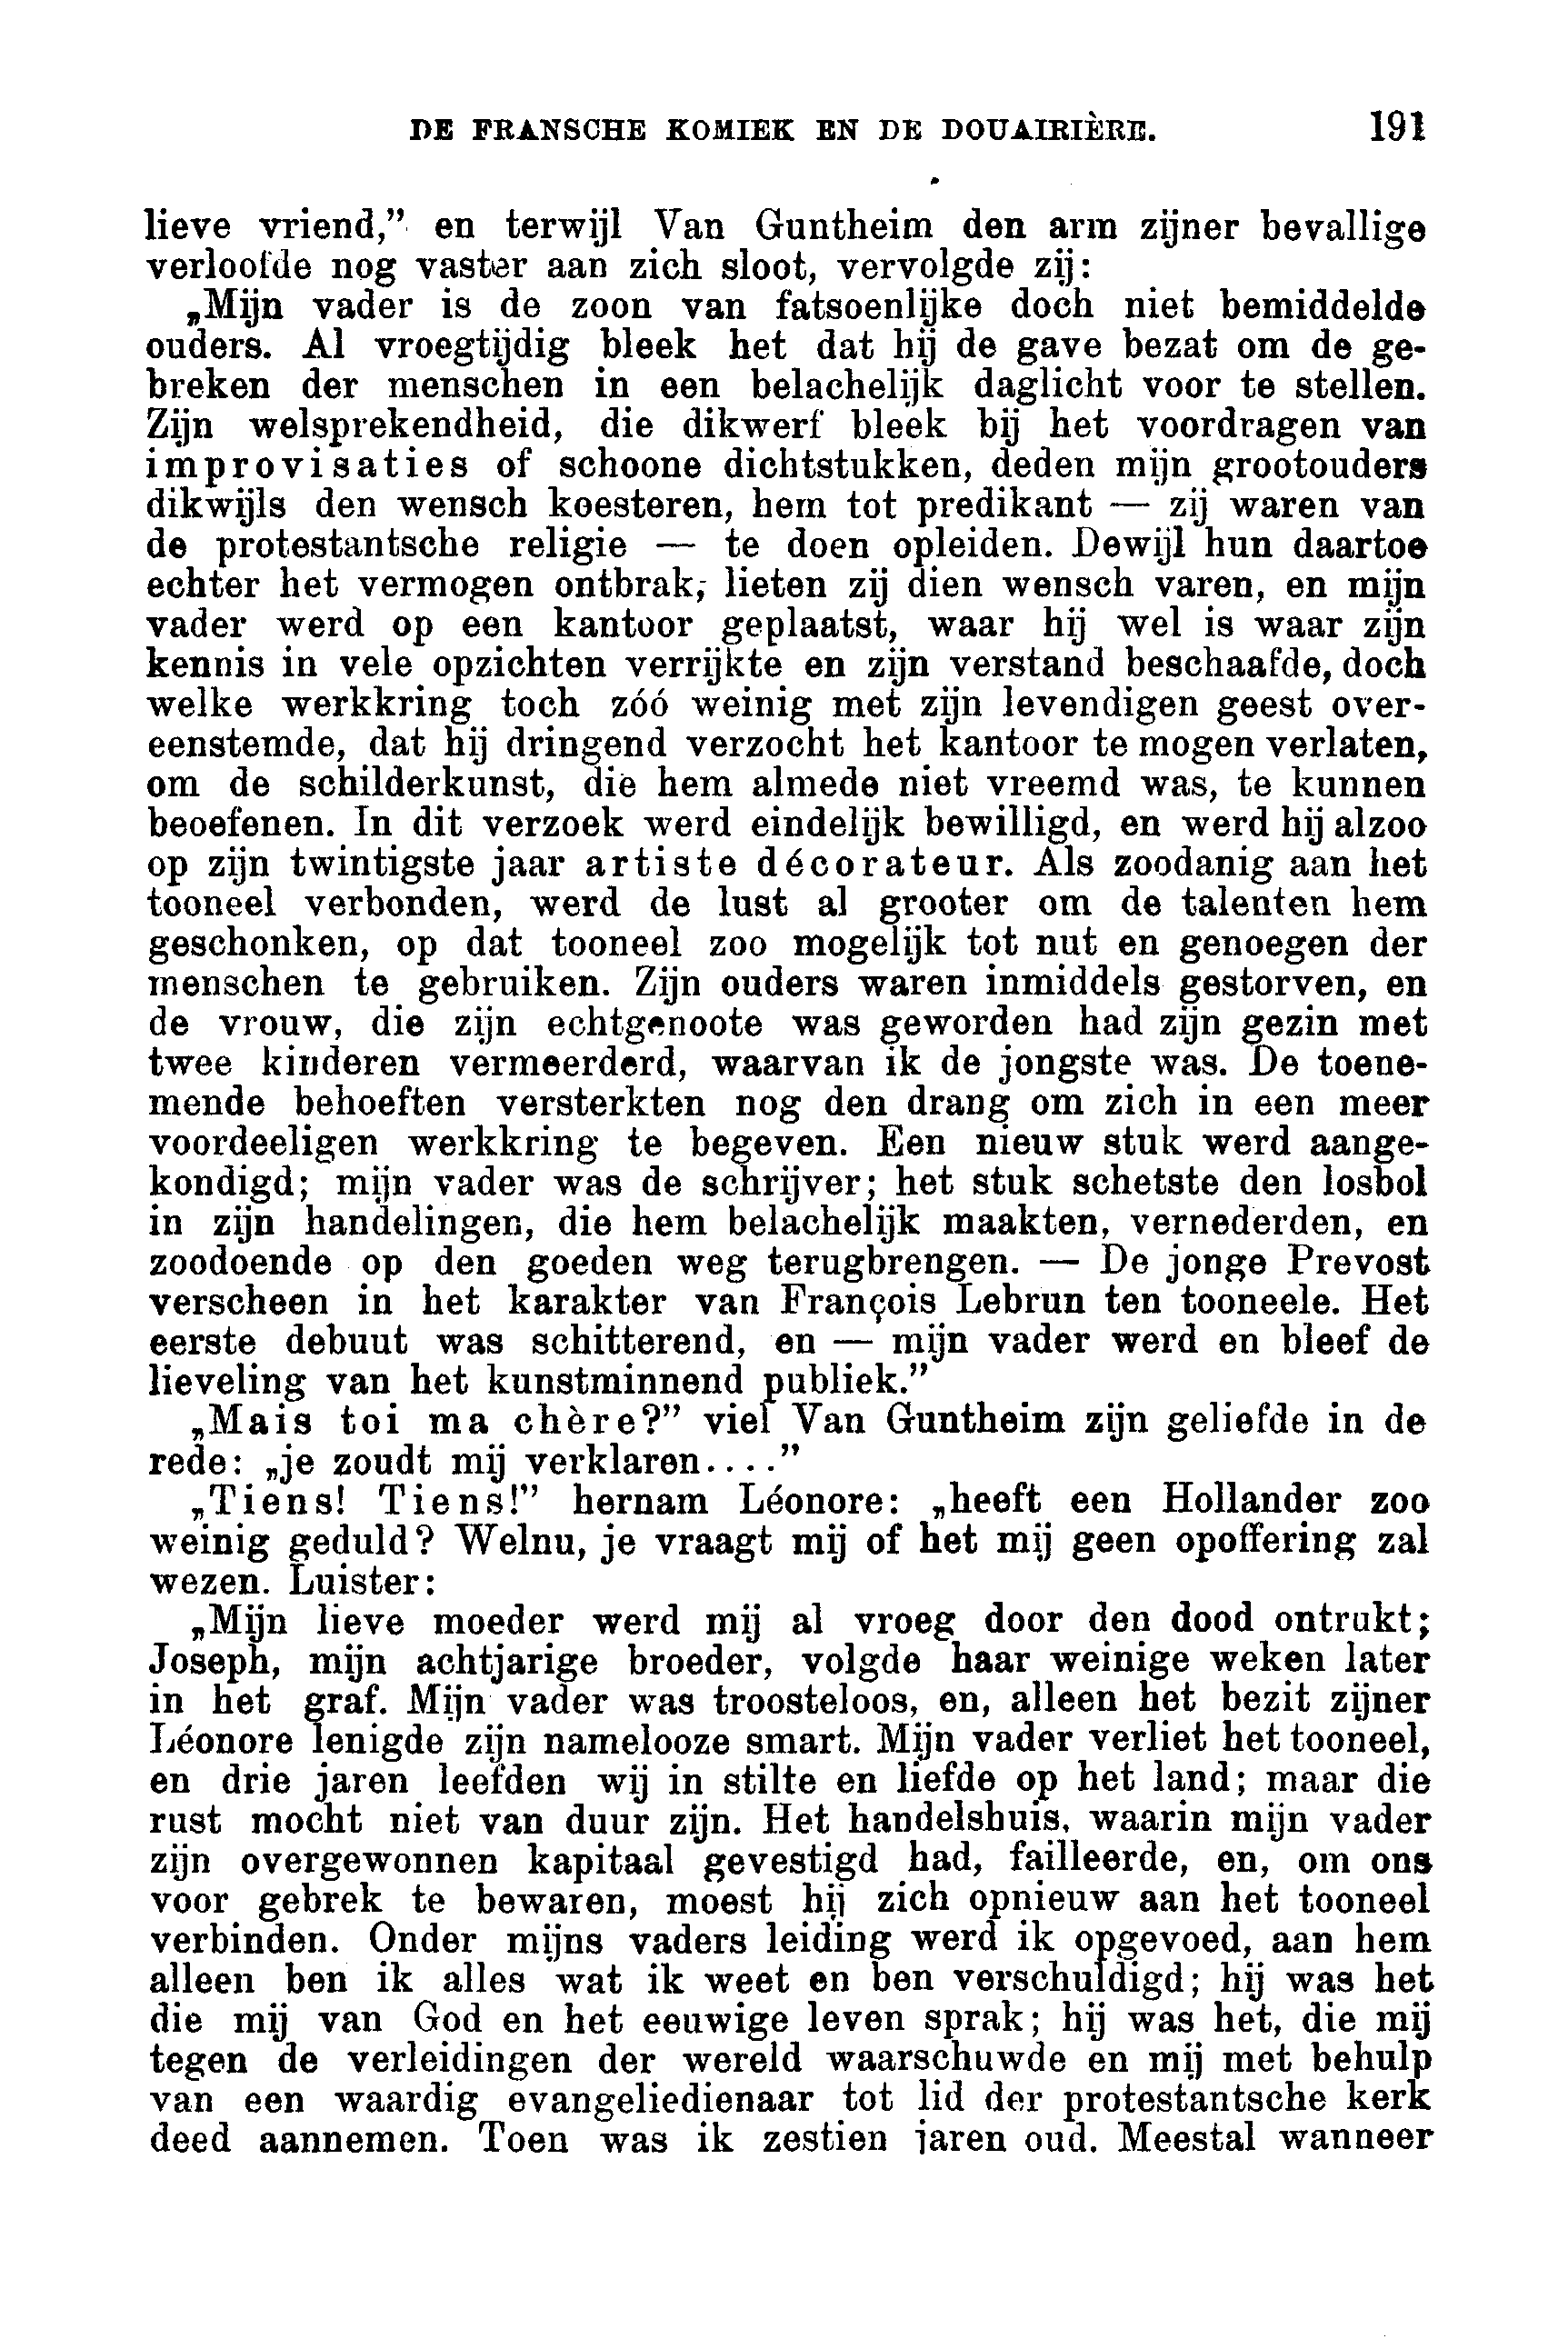 DE FRANSCHE KOMIEK EN DE DOUAIRIÈRE. 191
lieve vriend,” en terwijl Van Guntheim den arm zijner bevallige
verloofde nog vaster aan zich sloot, vervolgde zij:
„Mijn vader is de zoon van fatsoenlijke doch niet bemiddelde
ouders. Al vroegtijdig bleek het dat hij de gave bezat om de ge-
breken der menschen in een belachelijk daglicht voor te stellen.
Zijn welsprekendheid, die dikwerf bleek bij het voordragen van
improvisaties of schoone dichtstukken, deden mijn grootouders
dikwijls den wensch koesteren, hem tot predikant — zij waren van
de protestantsche religie — te doen opleiden. Dewijl hun daartoe
echter het vermogen ontbrak, lieten zij dien wensch varen, en mijn
vader werd op een kantoor geplaatst, waar hij wel is waar zijn
kennis in vele opzichten verrijkte en zijn verstand beschaafde, doch
welke werkkring toch zóó weinig met zijn levendigen geest over-
eenstemde, dat hij dringend verzocht het kantoor te mogen verlaten,
om de schilderkunst, die hem almede niet vreemd was, te kunnen
beoefenen. In dit verzoek werd eindelijk bewilligd, en werd hij alzoo
op zijn twintigste jaar artiste décorateur. Als zoodanig aan het
tooneel verbonden, werd de lust al grooter om de talenten hem
geschonken, op dat tooneel zoo mogelijk tot nut en genoegen der
menschen te gebruiken. Zijn ouders waren inmiddels gestorven, en
de vrouw, die zijn echtgenoote was geworden had zijn gezin met
twee kinderen vermeerderd, waarvan ik de jongste was. De toene-
mende behoeften versterkten nog den drang om zich in een meer
voordeeligen werkkring te begeven. Een nieuw stuk werd aange-
kondigd; mijn vader was de schrijver; het stuk schetste den losbol
in zijn handelingen, die hem belachelijk maakten, vernederden, en
zoodoende op den goeden weg terugbrengen. — De jonge Prevost
verscheen in het karakter van François Lebrun ten tooneele. Het
eerste debuut was schitterend, en — mijn vader werd en bleef de
lieveling van het kunstminnend publiek.”
„Mais toi ma chère?” viel Van Guntheim zijn geliefde in de
rede: „je zoudt mij verklaren....”
„Tiens! Tiens!” hernam Léonore: „heeft een Hollander zoo
weinig geduld? Welnu, je vraagt mij of het mij geen opoffering zal
wezen. Luister:
„Mijn lieve moeder werd mij al vroeg door den dood ontrukt;
Joseph, mijn achtjarige broeder, volgde haar weinige weken later
in het graf. Mijn vader was troosteloos, en, alleen het bezit zijner
Léonore lenigde zijn namelooze smart. Mijn vader verliet het tooneel,
en drie jaren leefden wij in stilte en liefde op het land; maar die
rust mocht niet van duur zijn. Het handelshuis, waarin mijn vader
zijn overgewonnen kapitaal gevestigd had, failleerde, en, om ons
voor gebrek te bewaren, moest hij zich opnieuw aan het tooneel
verbinden. Onder mijns vaders leiding werd ik opgevoed, aan hem
alleen ben ik alles wat ik weet en ben verschuldigd; hij was het
die mij van God en het eeuwige leven sprak; hij was het, die mij
tegen de verleidingen der wereld waarschuwde en mij met behulp
van een waardig evangeliedienaar tot lid der protestantsche kerk
deed aannemen. Toen was ik zestien jaren oud. Meestal wanneer